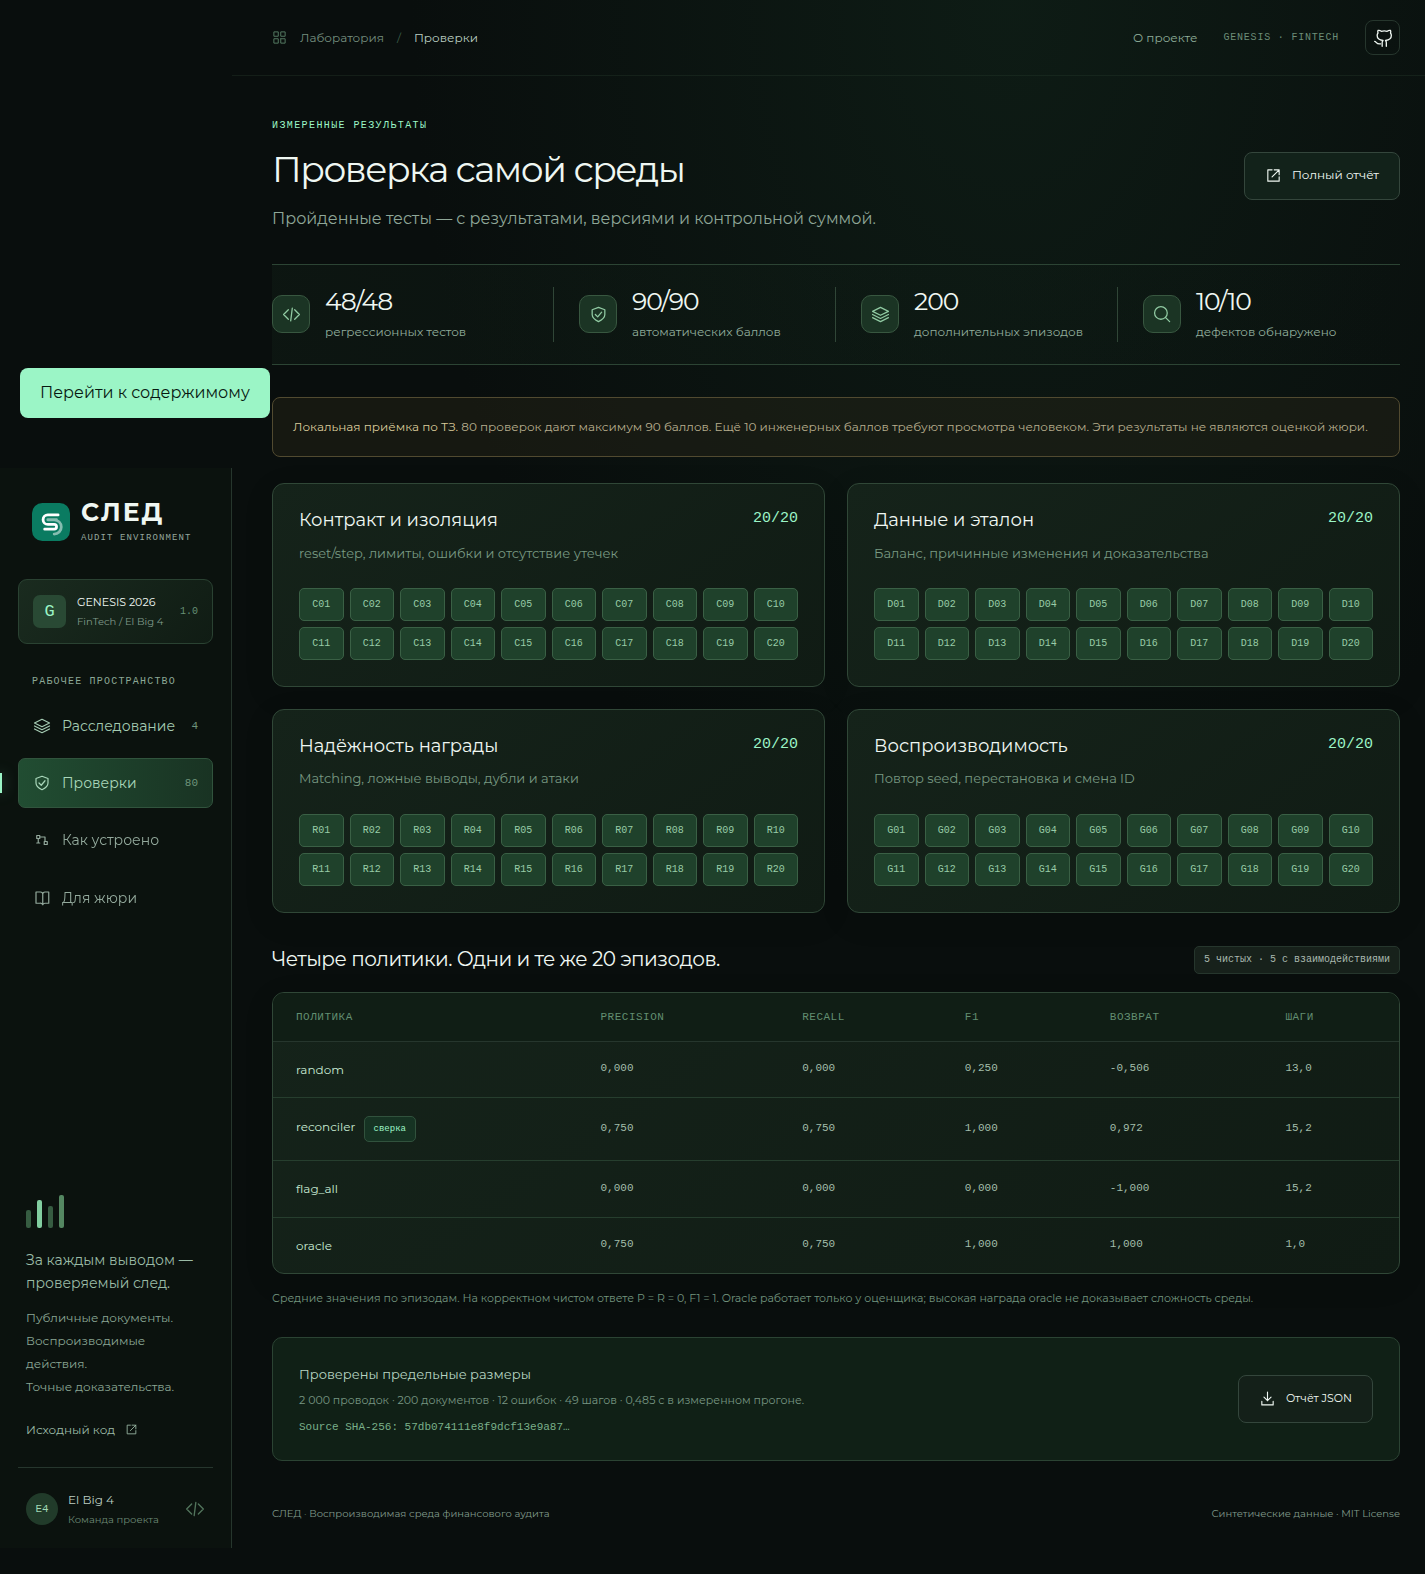 Лаборатория / Проверки
О проекте
GENESIS · FINTECH
ИЗМЕРЕННЫЕ РЕЗУЛЬТАТЫ
Проверка самой среды
Полный отчёт
Пройденные тесты — с результатами, версиями и контрольной суммой.
48/48
регрессионных тестов
90/90
автоматических баллов
200
дополнительных эпизодов
10/10
дефектов обнаружено
Перейти к содержимому
Локальная приёмка по ТЗ. 80 проверок дают максимум 90 баллов. Ещё 10 инженерных баллов требуют просмотра человеком. Эти результаты не являются оценкой жюри.
СЛЕД
AUDIT ENVIRONMENT
G
GENESIS 2026
FinTech / EI Big 4
1.0
РАБОЧЕЕ ПРОСТРАНСТВО
Расследование 4
Проверки 80
Как устроено
Для жюри
Контракт и изоляция 20/20
reset/step, лимиты, ошибки и отсутствие утечек
C01 C02 C03 C04 C05 C06 C07 C08 C09 C10
C11 C12 C13 C14 C15 C16 C17 C18 C19 C20
Данные и эталон 20/20
Баланс, причинные изменения и доказательства
D01 D02 D03 D04 D05 D06 D07 D08 D09 D10
D11 D12 D13 D14 D15 D16 D17 D18 D19 D20
Надёжность награды 20/20
Matching, ложные выводы, дубли и атаки
R01 R02 R03 R04 R05 R06 R07 R08 R09 R10
R11 R12 R13 R14 R15 R16 R17 R18 R19 R20
Воспроизводимость 20/20
Повтор seed, перестановка и смена ID
G01 G02 G03 G04 G05 G06 G07 G08 G09 G10
G11 G12 G13 G14 G15 G16 G17 G18 G19 G20
Четыре политики. Одни и те же 20 эпизодов.
5 чистых · 5 с взаимодействиями
ПОЛИТИКА PRECISION RECALL F1 ВОЗВРАТ ШАГИ
random 0,000 0,000 0,250 -0,506 13,0
reconciler сверка 0,750 0,750 1,000 0,972 15,2
flag_all 0,000 0,000 0,000 -1,000 15,2
oracle 0,750 0,750 1,000 1,000 1,0
Средние значения по эпизодам. На корректном чистом ответе P = R = 0, F1 = 1. Oracle работает только у оценщика; высокая награда oracle не доказывает сложность среды.
Проверены предельные размеры
2 000 проводок · 200 документов · 12 ошибок · 49 шагов · 0,485 с в измеренном прогоне.
Source SHA-256: 57db074111e8f9dcf13e9a87…
Отчёт JSON
За каждым выводом —
проверяемый след.
Публичные документы.
Воспроизводимые
действия.
Точные доказательства.
Исходный код
E4
EI Big 4
Команда проекта
СЛЕД · Воспроизводимая среда финансового аудита
Синтетические данные · MIT License